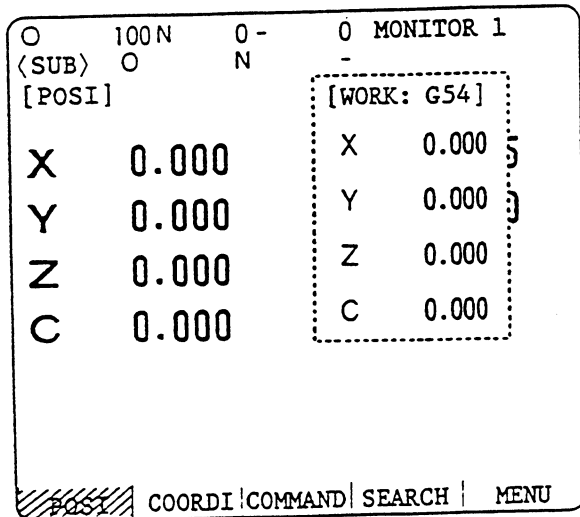 O 100 N 0 - 0 MONITOR 1
〈SUB〉 O N -
[POSI] [WORK: G54]
X 0.000 X 0.000
Y 0.000 Y 0.000
Z 0.000 Z 0.000
C 0.000 C 0.000
POSI COORDI COMMAND SEARCH MENU